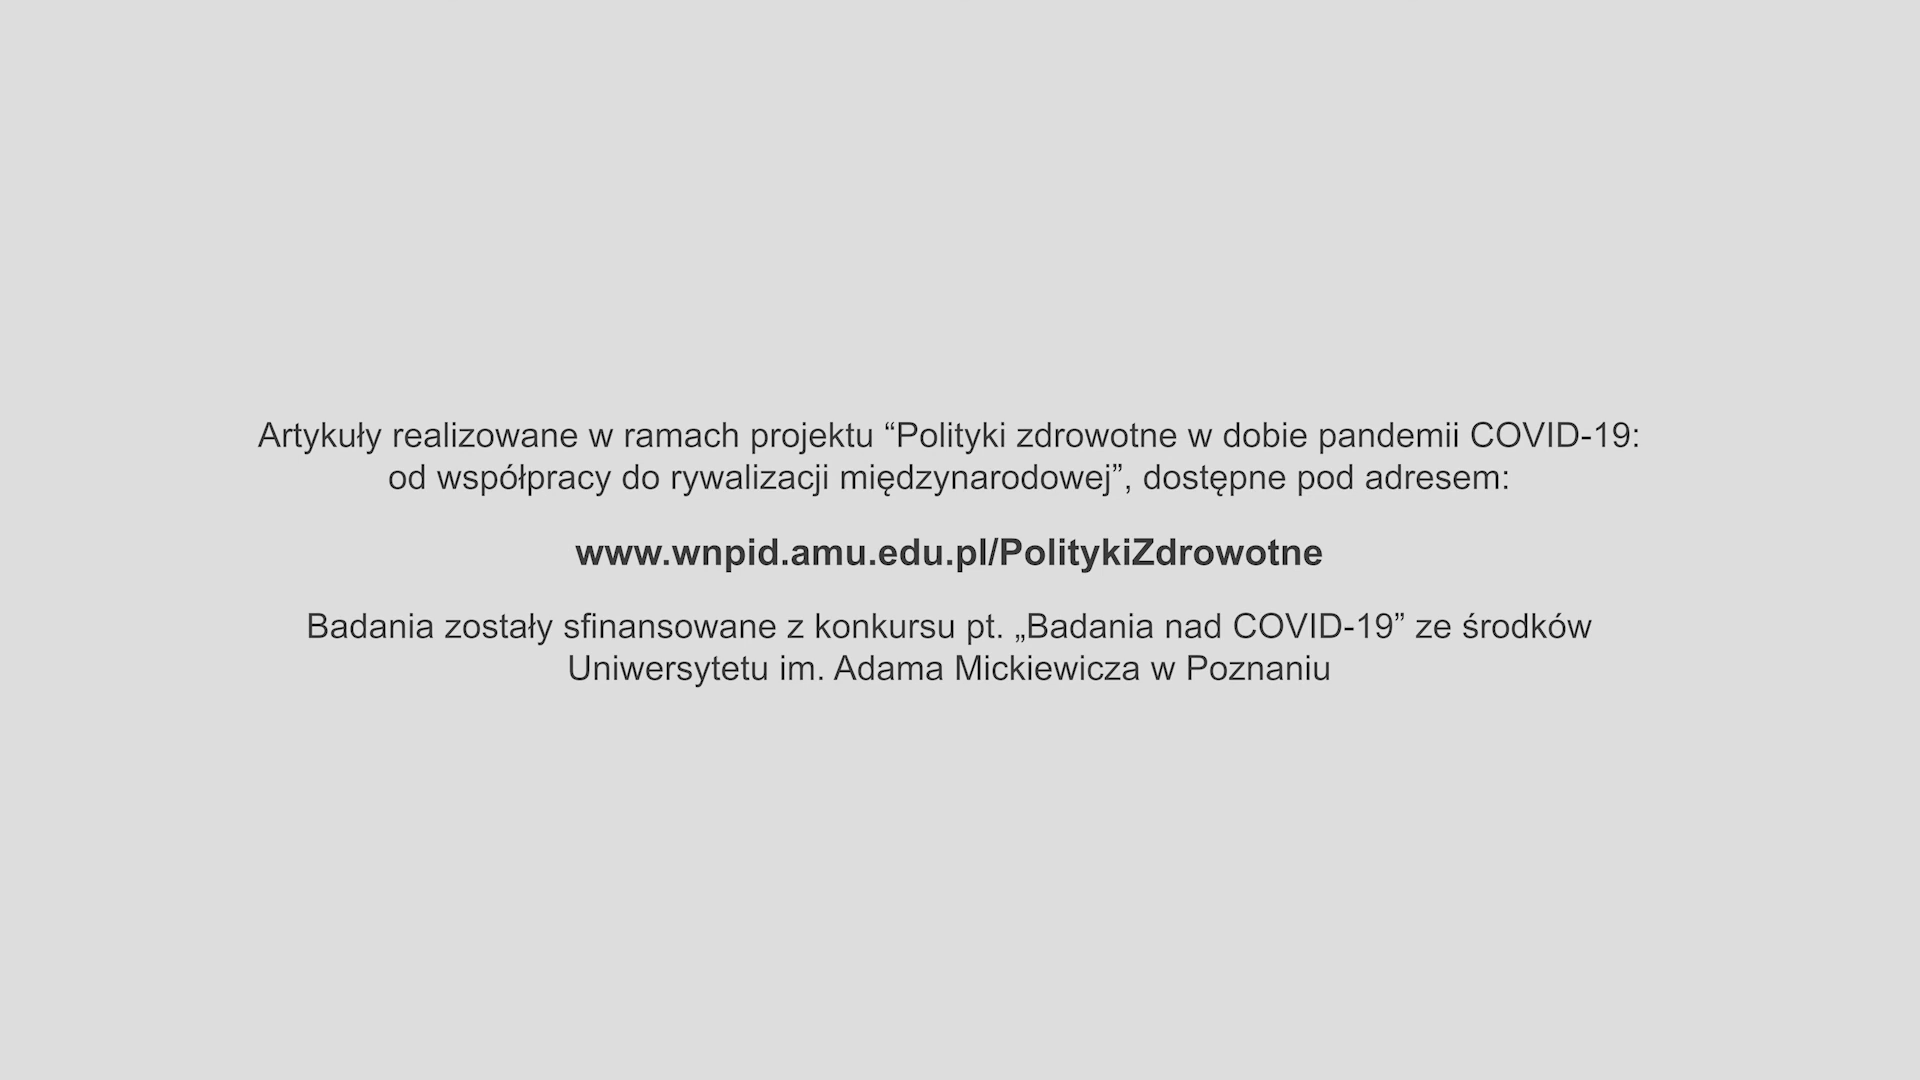 Artykuły realizowane w ramach projektu “Polityki zdrowotne w dobie pandemii COVID-19:
od współpracy do rywalizacji międzynarodowej”, dostępne pod adresem:
www.wnpid.amu.edu.pl/PolitykiZdrowotne
Badania zostały sfinansowane z konkursu pt. „Badania nad COVID-19” ze środków
Uniwersytetu im. Adama Mickiewicza w Poznaniu